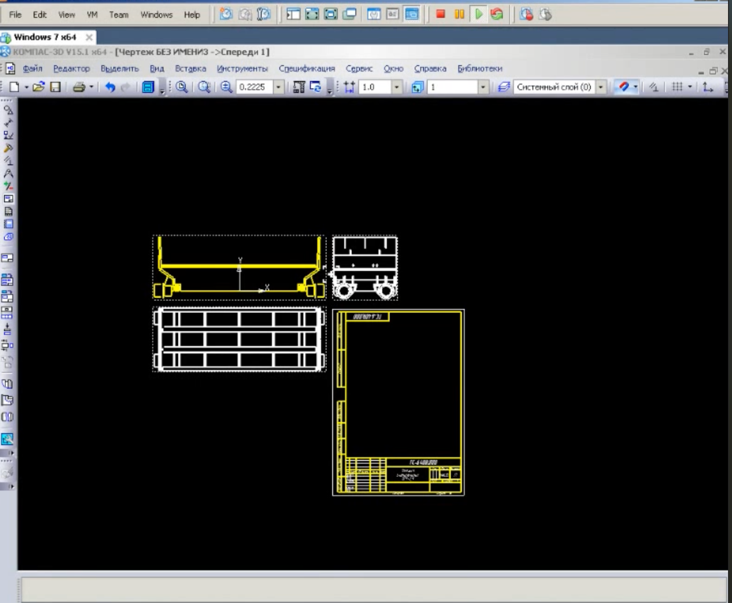 File Edit View VM Team Windows Help
Windows 7 x64
КОМПАС-3D V15.1 x64 - [Чертеж БЕЗ ИМЕНИ3 ->Спереди 1]
Файл Редактор Выделить Вид Вставка Инструменты Спецификация Сервис Окно Справка Библиотеки
0.2225 1.0 1 Системный слой (0)
Y
X